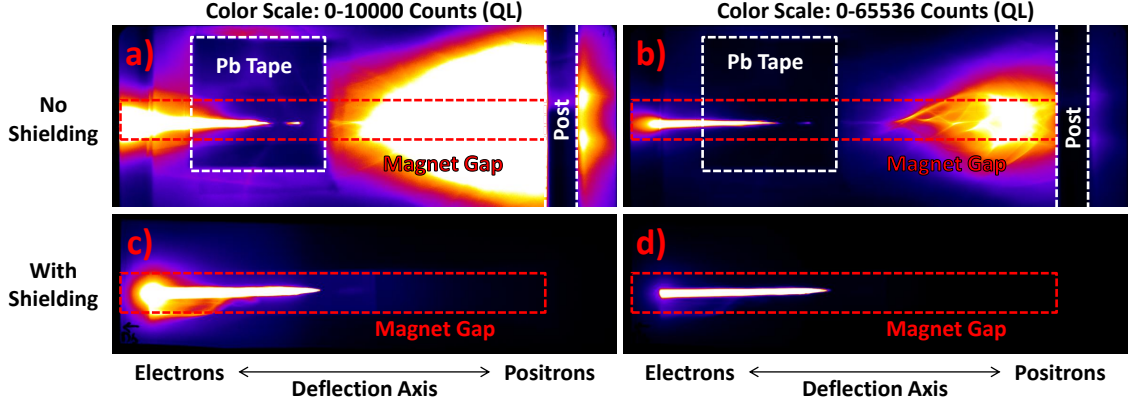 Color Scale: 0-10000 Counts (QL)
Color Scale: 0-65536 Counts (QL)
No
Shielding
a)
Pb Tape
Post
Magnet Gap
b)
Pb Tape
Post
Magnet Gap
With
Shielding
c)
Magnet Gap
d)
Magnet Gap
Electrons
Positrons
Deflection Axis
Electrons
Positrons
Deflection Axis